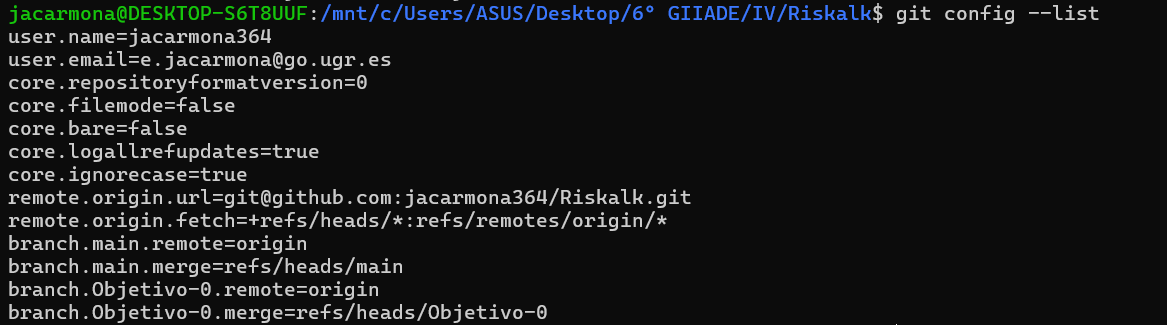 jacarmona@DESKTOP-S6T8UUF:/mnt/c/Users/ASUS/Desktop/6° GIIADE/IV/Riskalk$ git config --list
user.name=jacarmona364
user.email=e.jacarmona@go.ugr.es
core.repositoryformatversion=0
core.filemode=false
core.bare=false
core.logallrefupdates=true
core.ignorecase=true
remote.origin.url=git@github.com:jacarmona364/Riskalk.git
remote.origin.fetch=+refs/heads/*:refs/remotes/origin/*
branch.main.remote=origin
branch.main.merge=refs/heads/main
branch.Objetivo-0.remote=origin
branch.Objetivo-0.merge=refs/heads/Objetivo-0